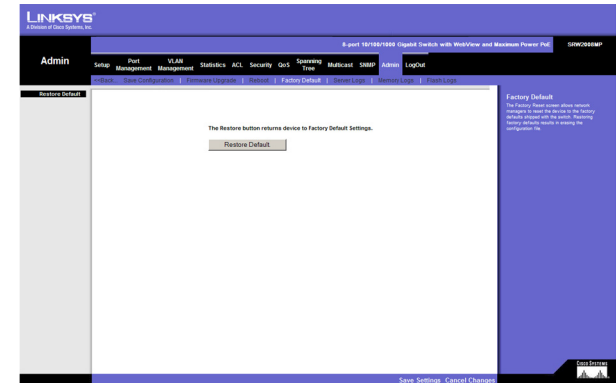 LINKSYS®
A Division of Cisco Systems, Inc.
8-port 10/100/1000 Gigabit Switch with WebView and Maximum Power PoE
SRW2008MP
Admin
Setup Port Management VLAN Management Statistics ACL Security QoS Spanning Tree Multicast SNMP Admin LogOut
<<Back... Save Configuration | Firmware Upgrade | Reboot | Factory Default | Server Logs | Memory Logs | Flash Logs
Restore Default
The Restore button returns device to Factory Default Settings.
Restore Default
Factory Default
The Factory Reset screen allows network
managers to reset the device to the factory
defaults shipped with the switch. Restoring
factory defaults results in erasing the
configuration file
Save Settings Cancel Changes
CISCO SYSTEMS